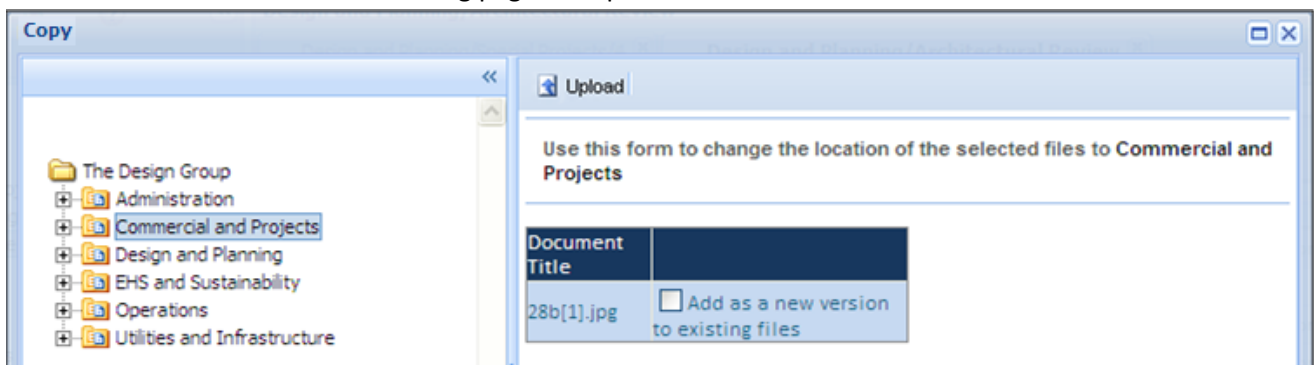 Copy
«
Upload
The Design Group
Administration
Commercial and Projects
Design and Planning
EHS and Sustainability
Operations
Utilities and Infrastructure
Use this form to change the location of the selected files to Commercial and
Projects
Document
Title
28b[1].jpg
Add as a new version
to existing files